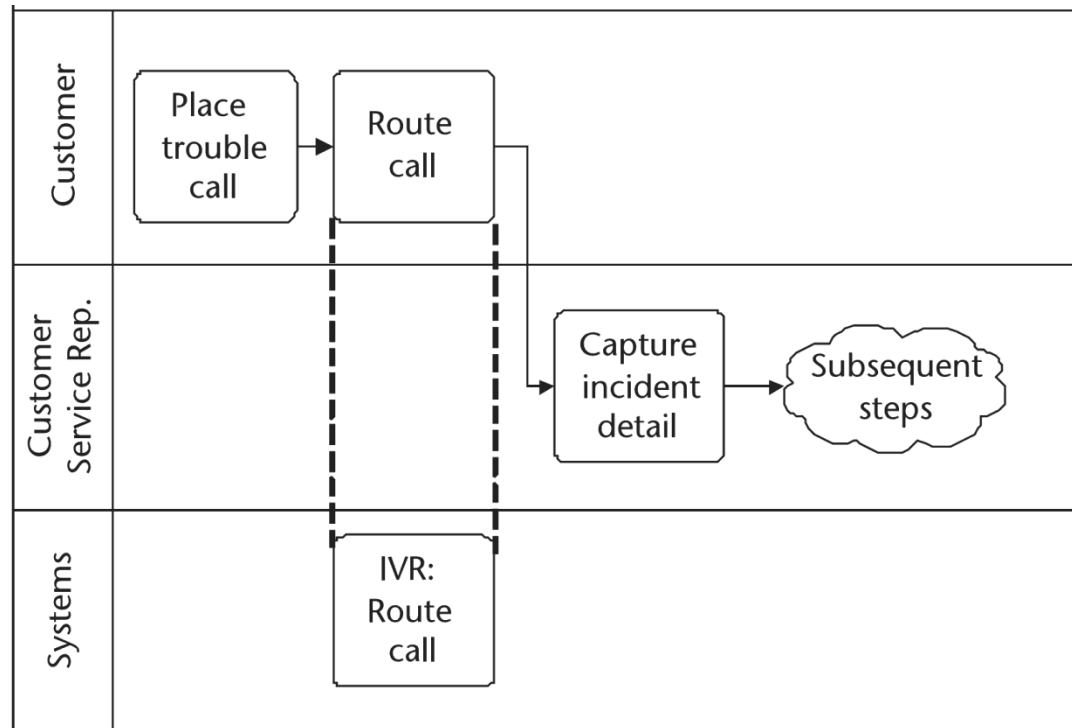 Customer
Place
trouble
call
Route
call
Customer
Service Rep.
Capture
incident
detail
Subsequent
steps
Systems
IVR:
Route
call